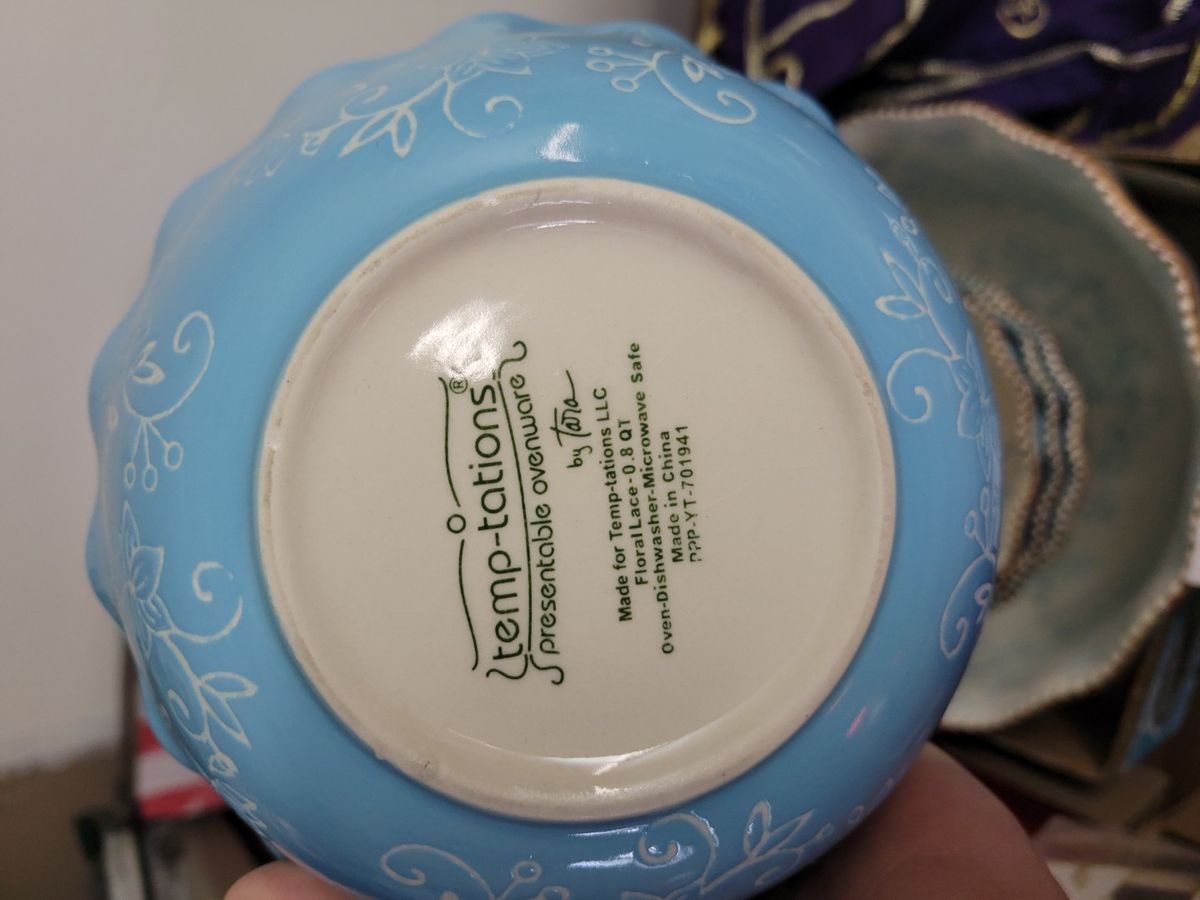 temp-tations®
presentable ovenware
by Tara
Made for Temp-tations LLC
Floral Lace-0.8 QT
oven-Dishwasher-Microwave Safe
Made in China
PPP-YT-701941